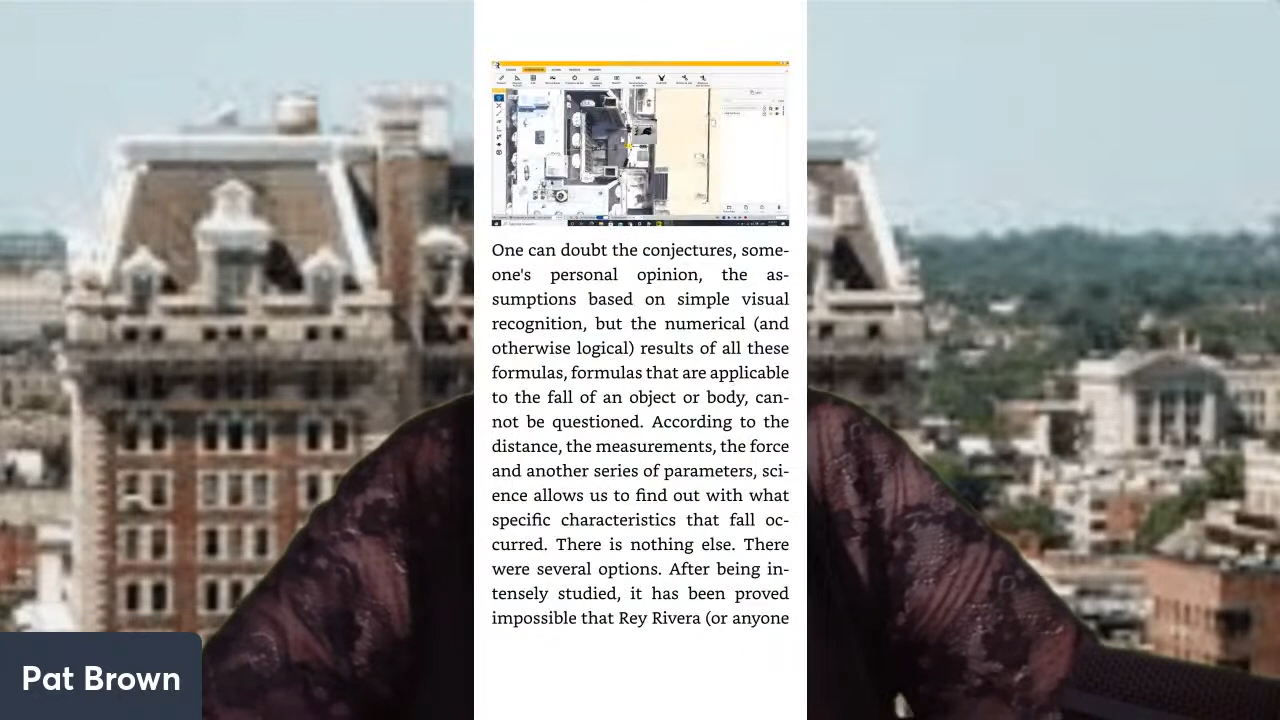 One can doubt the conjectures, some-
one's personal opinion, the as-
sumptions based on simple visual
recognition, but the numerical (and
otherwise logical) results of all these
formulas, formulas that are applicable
to the fall of an object or body, can-
not be questioned. According to the
distance, the measurements, the force
and another series of parameters, sci-
ence allows us to find out with what
specific characteristics that fall oc-
curred. There is nothing else. There
were several options. After being in-
tensely studied, it has been proved
impossible that Rey Rivera (or anyone
Pat Brown